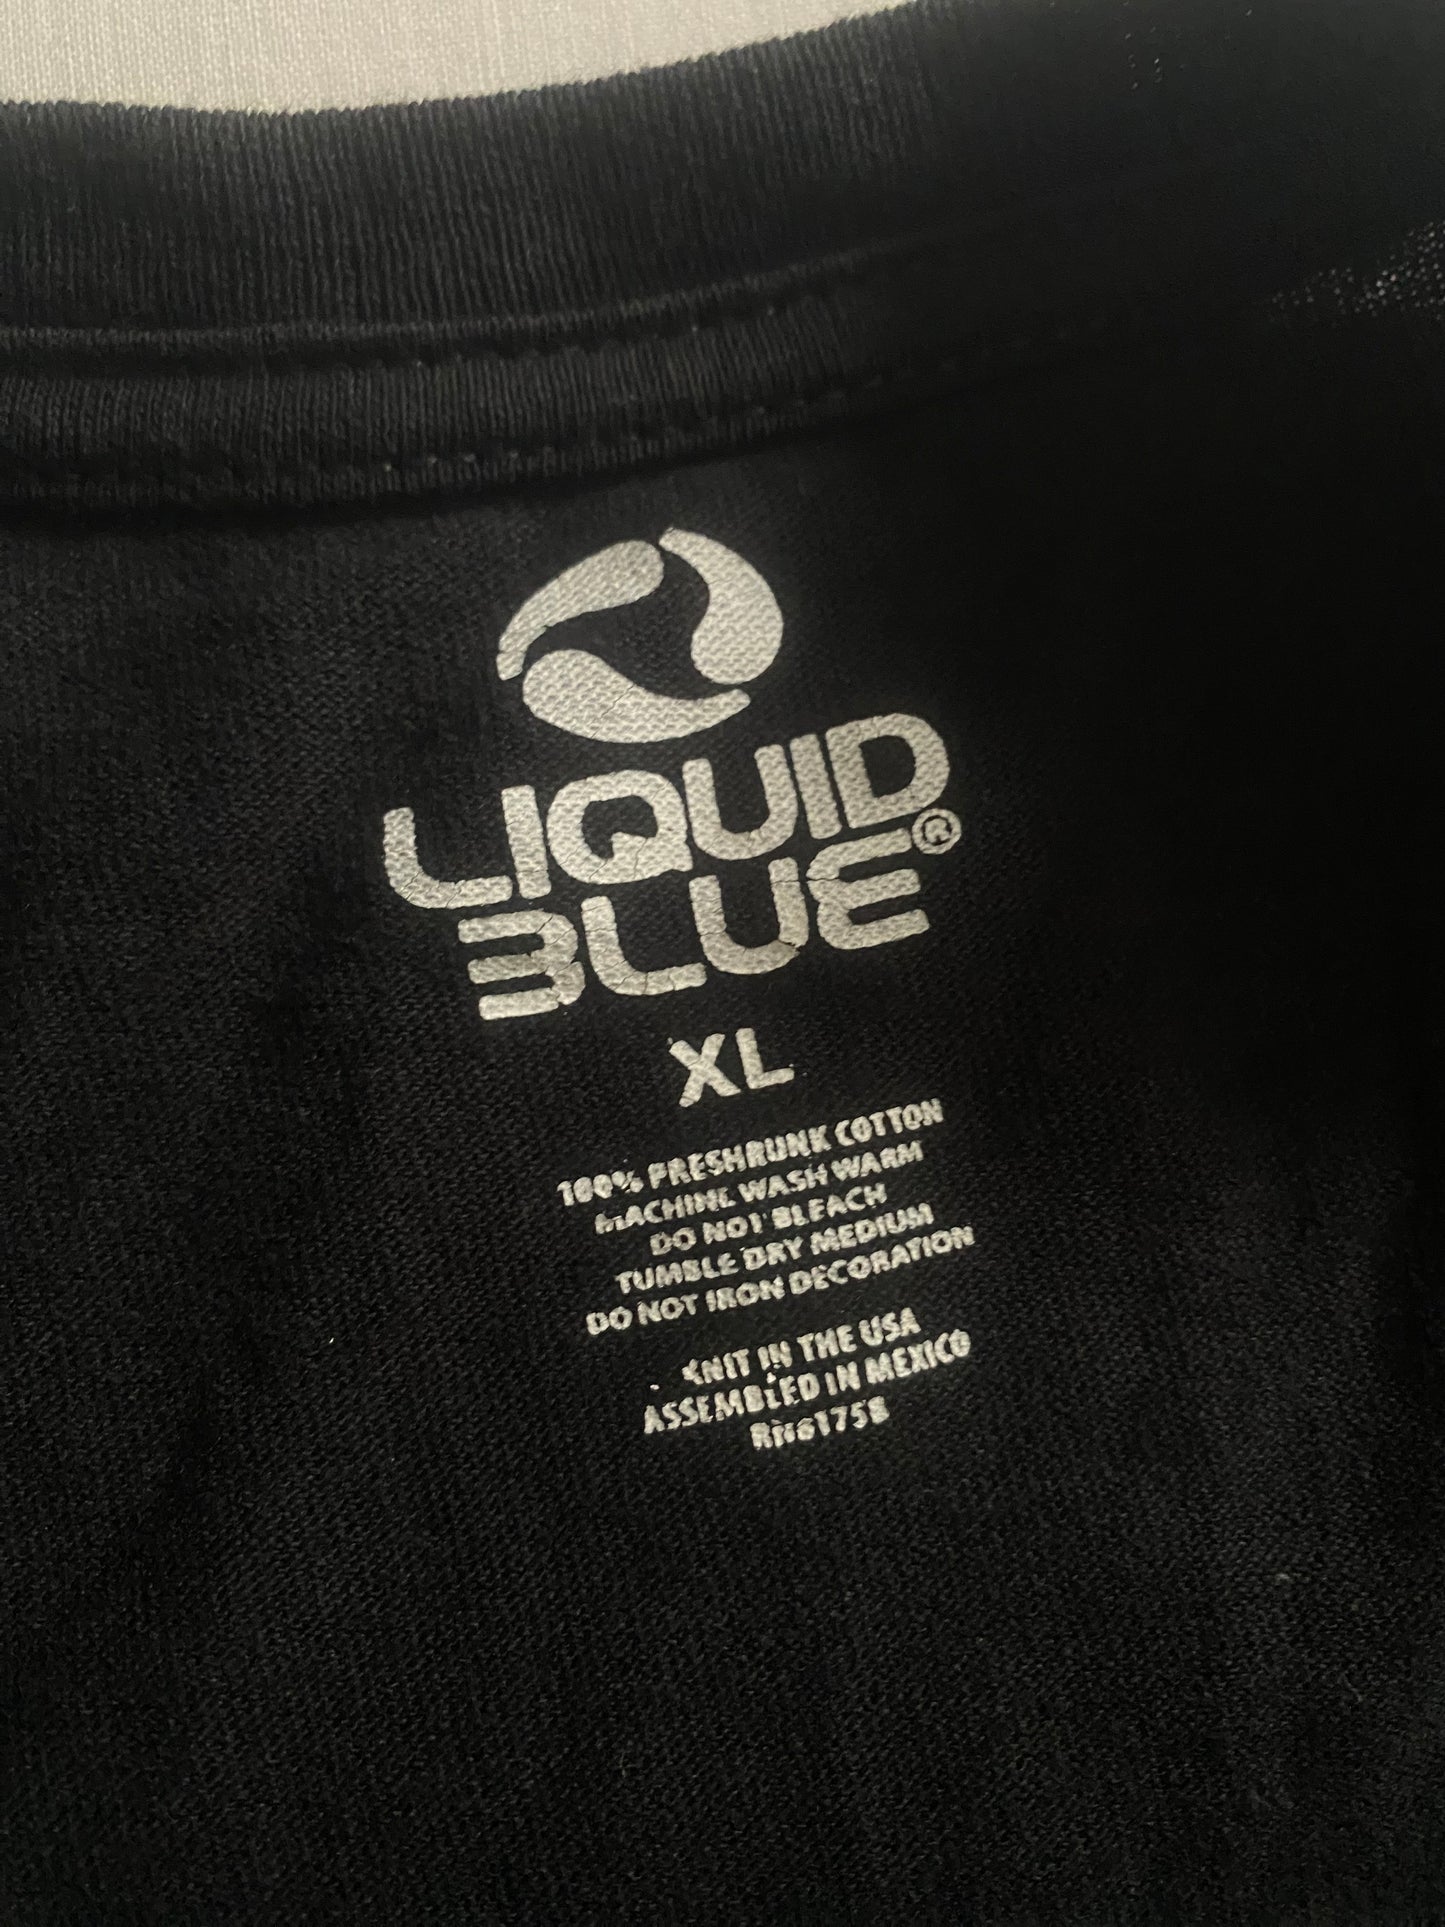 LIQUID
BLUE®
XL
100% PRESHRUNK COTTON
MACHINE WASH WARM
DO NOT BLEACH
TUMBLE DRY MEDIUM
DO NOT IRON DECORATION
KNIT IN THE USA
ASSEMBLED IN MEXICO